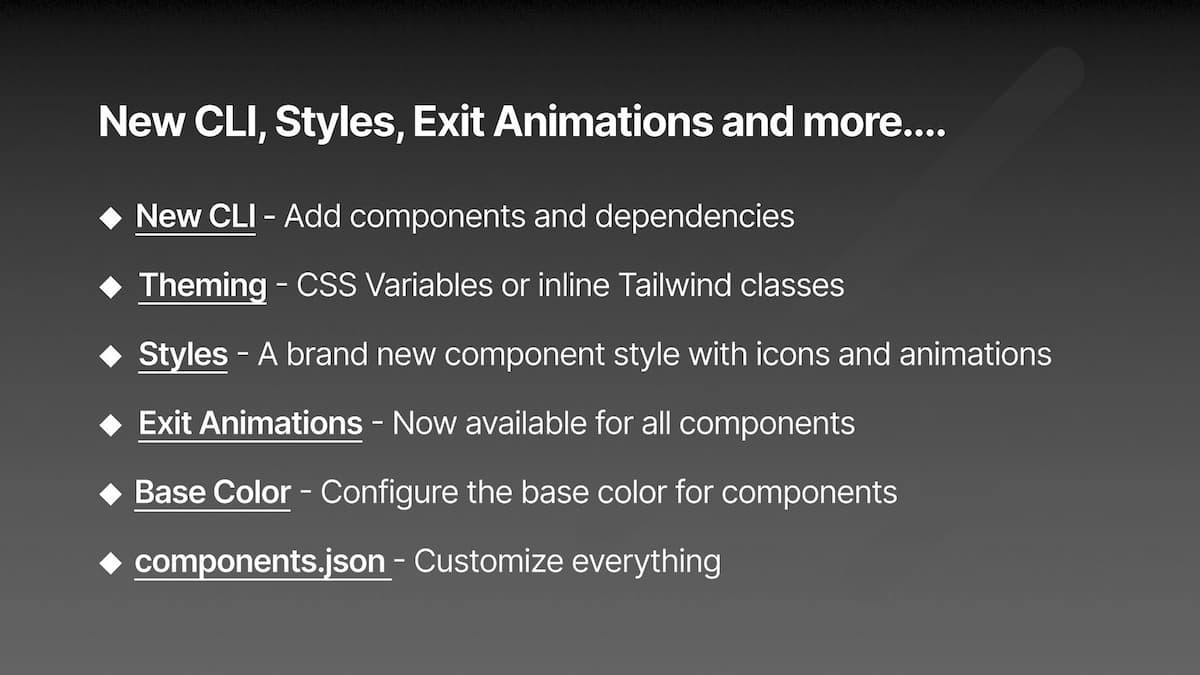 New CLI, Styles, Exit Animations and more....
◆ New CLI - Add components and dependencies
◆ Theming - CSS Variables or inline Tailwind classes
◆ Styles - A brand new component style with icons and animations
◆ Exit Animations - Now available for all components
◆ Base Color - Configure the base color for components
◆ components.json - Customize everything